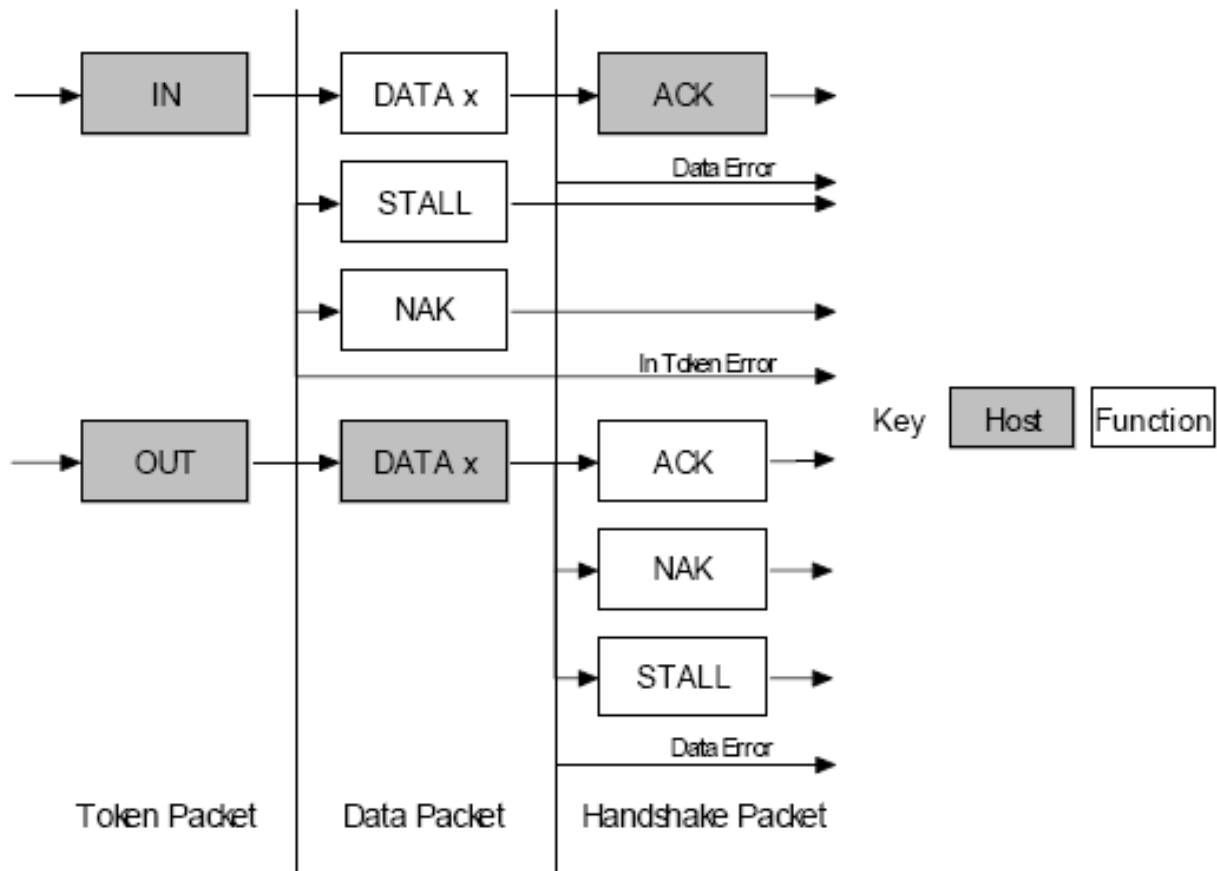 IN
DATA x
ACK
Data Error
STALL
NAK
In Token Error
Key
Host
Function
OUT
DATA x
ACK
NAK
STALL
Data Error
Token Packet
Data Packet
Handshake Packet